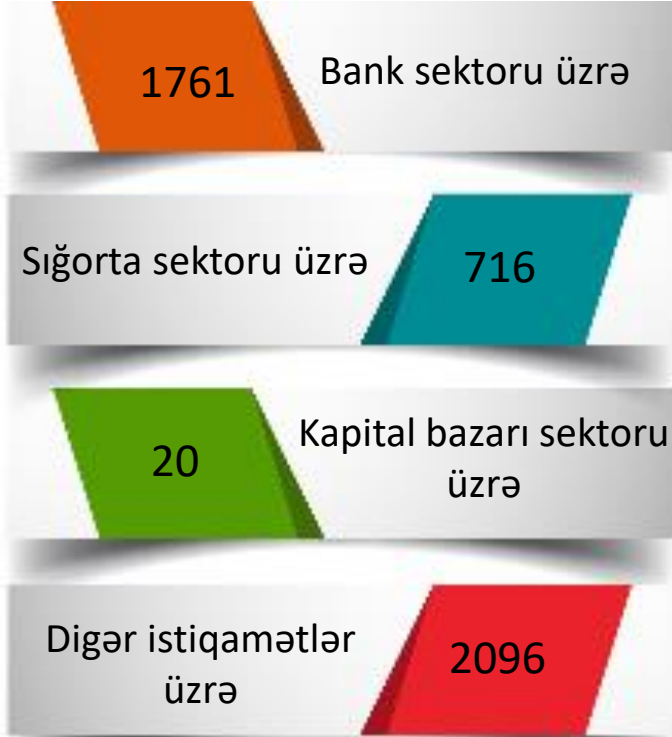 1761 Bank sektoru üzrə
Sığorta sektoru üzrə 716
20 Kapital bazarı sektoru
üzrə
Digər istiqamətlər
üzrə 2096